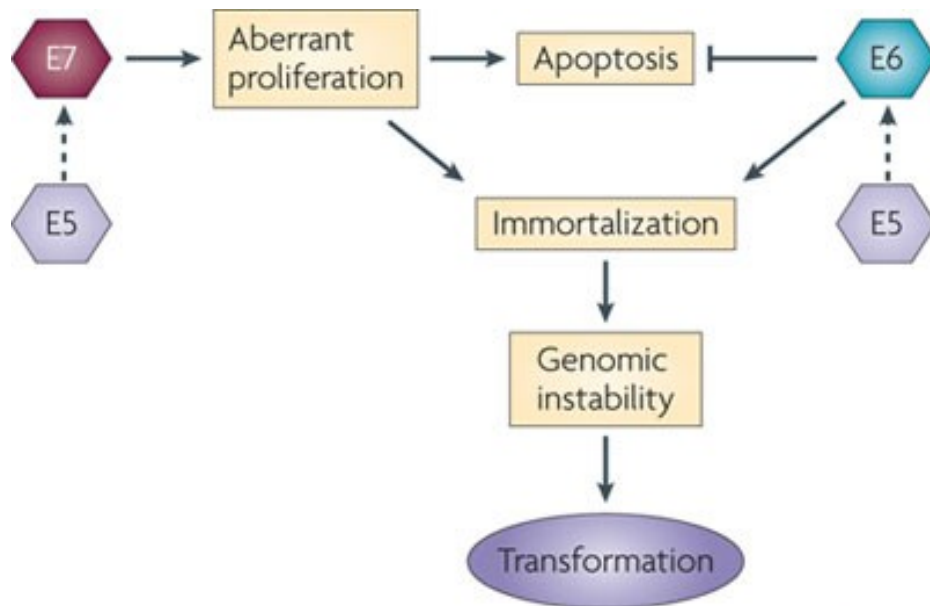 E7
Aberrant
proliferation
Apoptosis
E6
E5
E5
Immortalization
Genomic
instability
Transformation